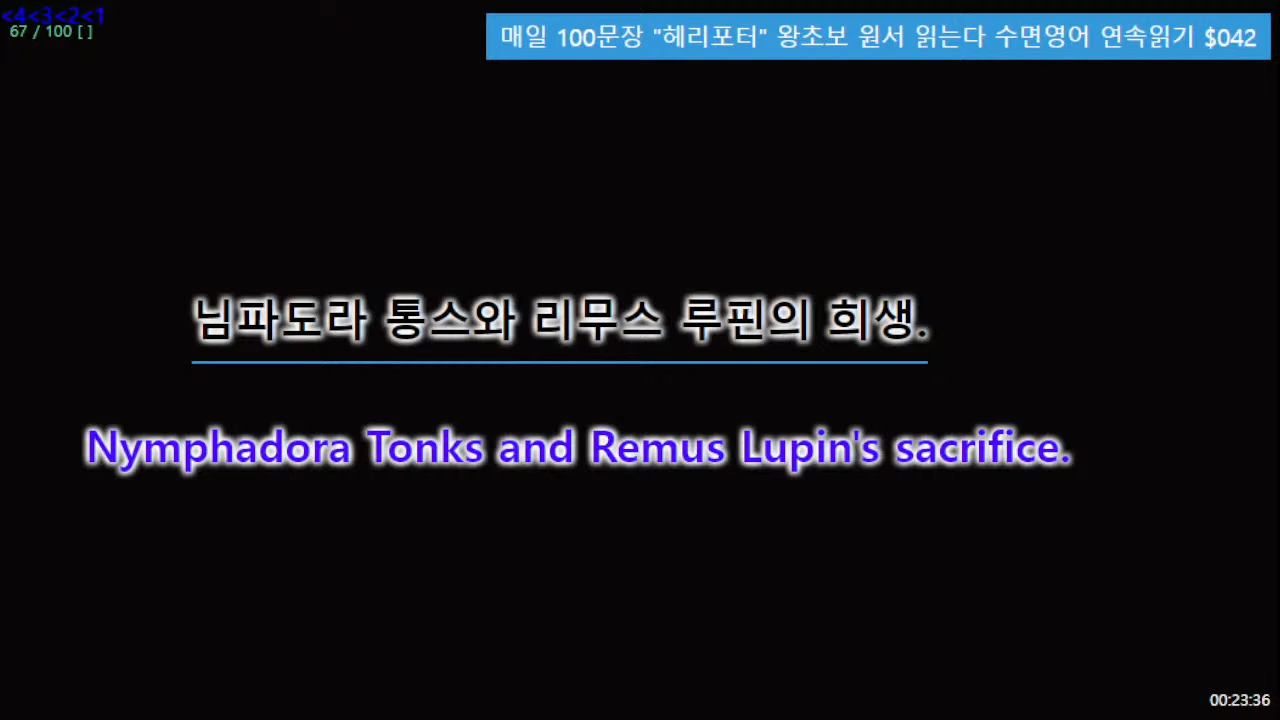 <4<3<2<1
67 / 100 [ ]
매일 100문장 "헤리포터" 왕초보 원서 읽는다 수면영어 연속읽기 $042
님파도라 통스와 리무스 루핀의 희생.
Nymphadora Tonks and Remus Lupin's sacrifice.
00:23:36